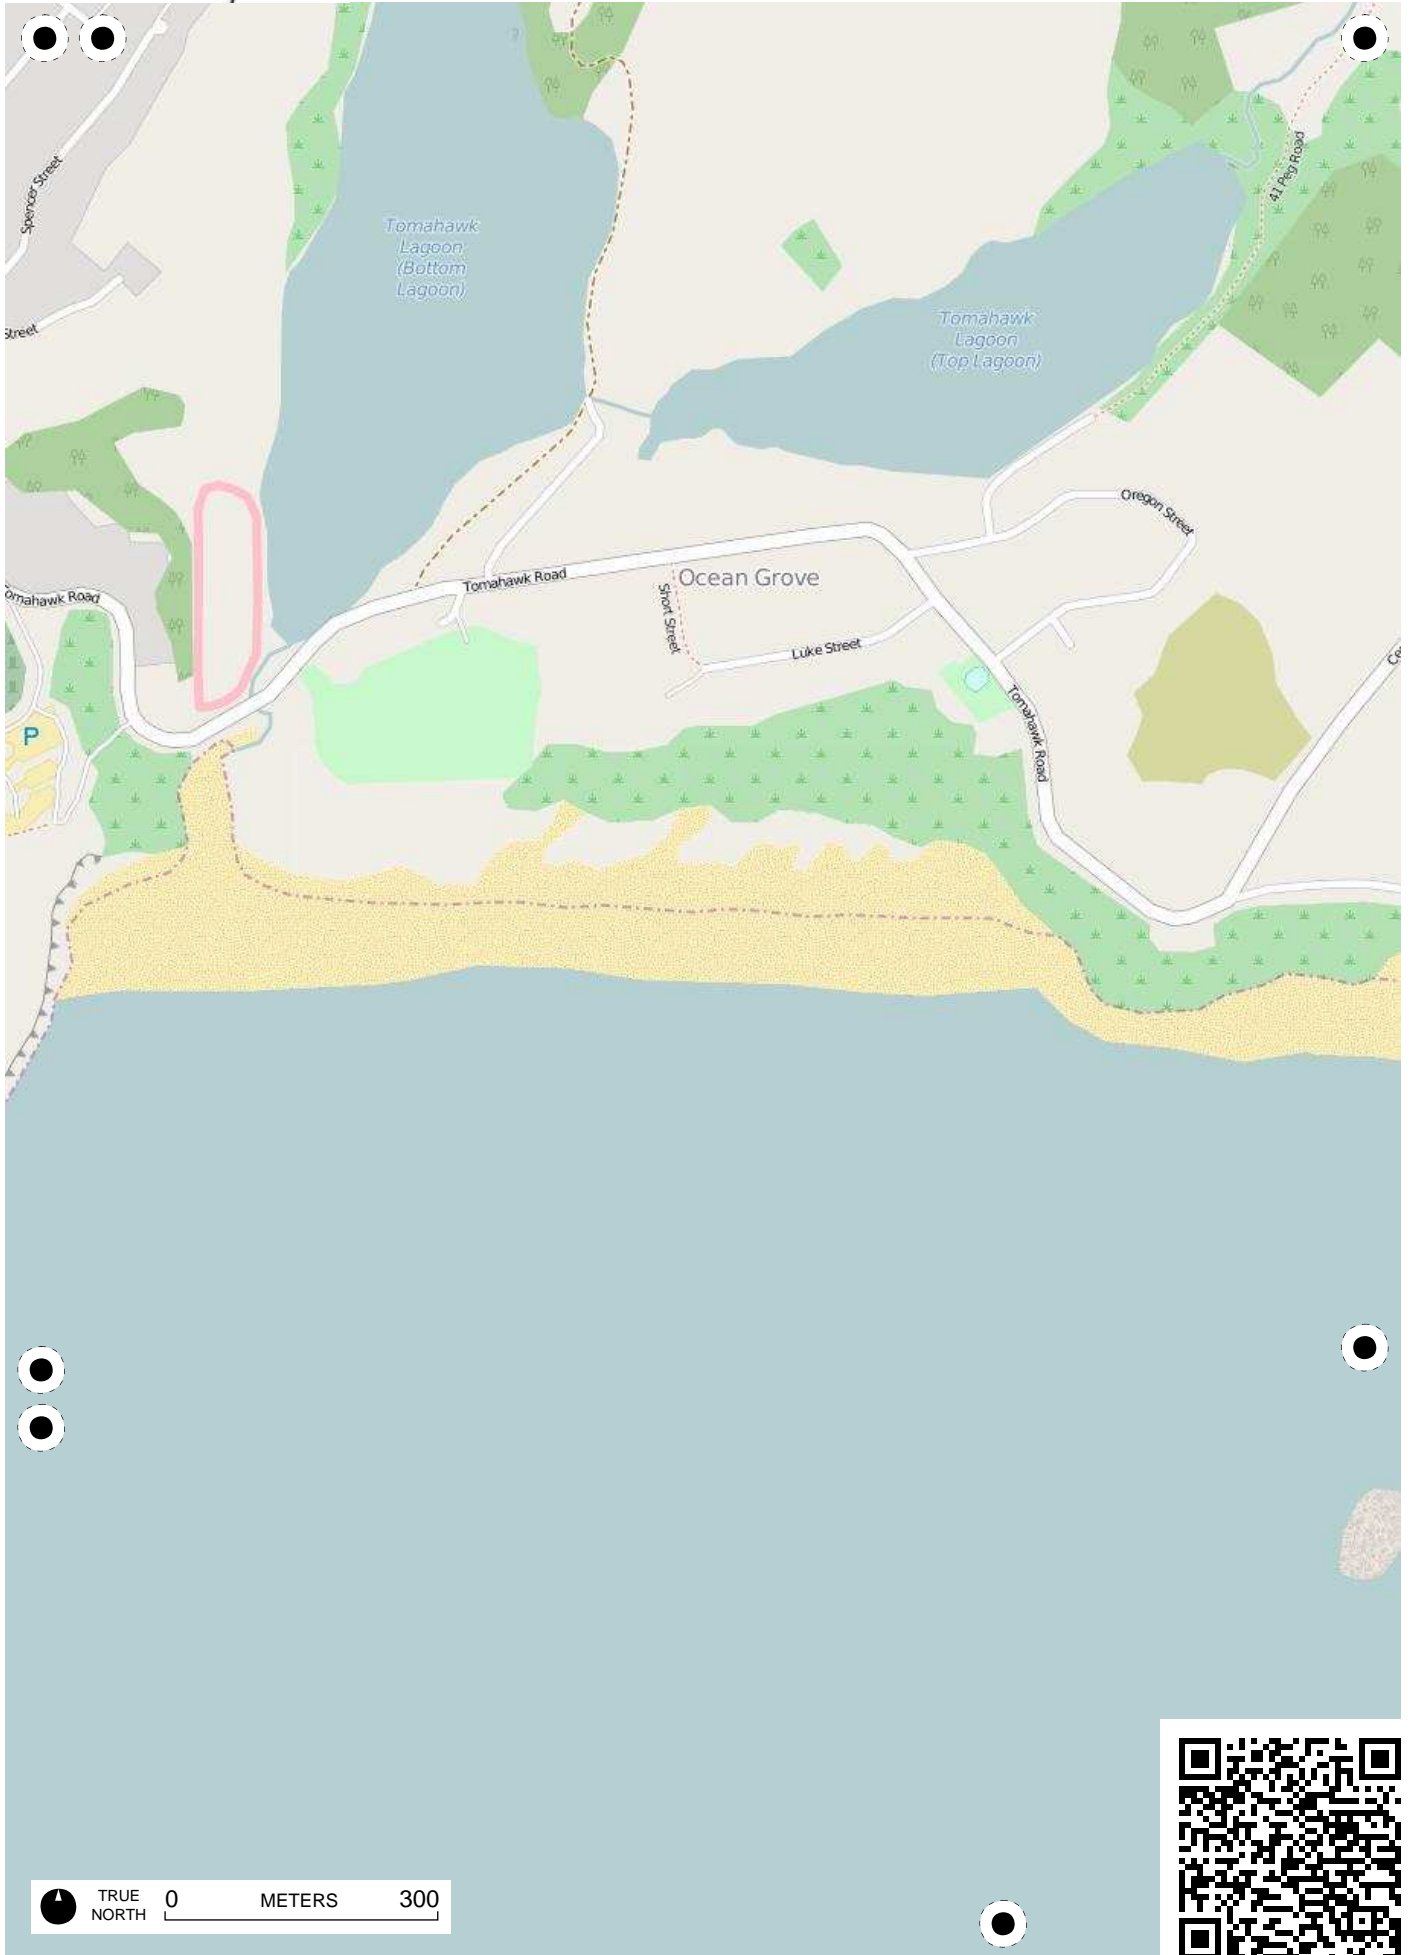 Spencer Street
41 Peg Road
Tomahawk
Lagoon
(Bottom
Lagoon)
Tomahawk
Lagoon
(Top Lagoon)
Street
Oregon Street
Tomahawk Road
Ocean Grove
Short Street
omahawk Road
Luke Street
Tomahawk Road
P
TRUE
NORTH
0
METERS
300